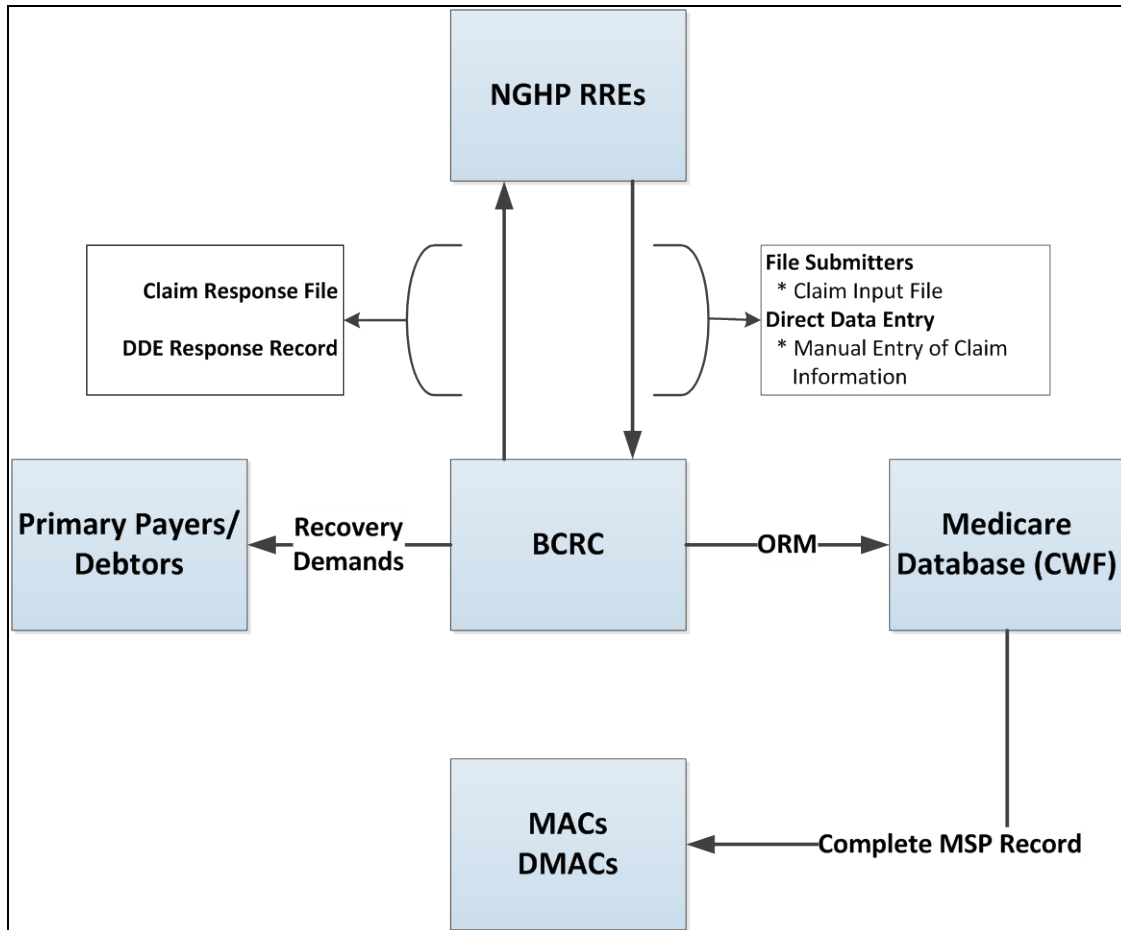 NGHP RREs
Claim Response File
DDE Response Record
File Submitters
* Claim Input File
Direct Data Entry
* Manual Entry of Claim
Information
Primary Payers/
Debtors
Recovery
Demands
BCRC
ORM
Medicare
Database (CWF)
MACs
DMACs
Complete MSP Record